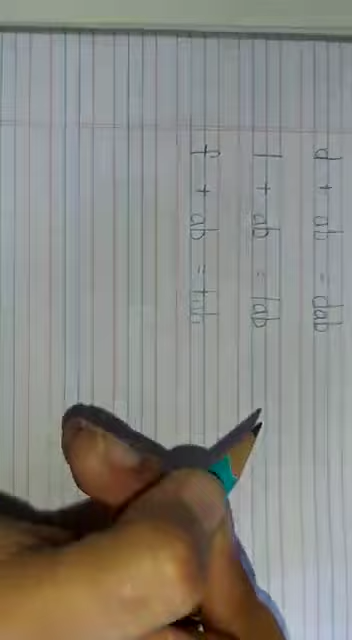 d + ab = dab
l + ab = lab
f + ab = fab